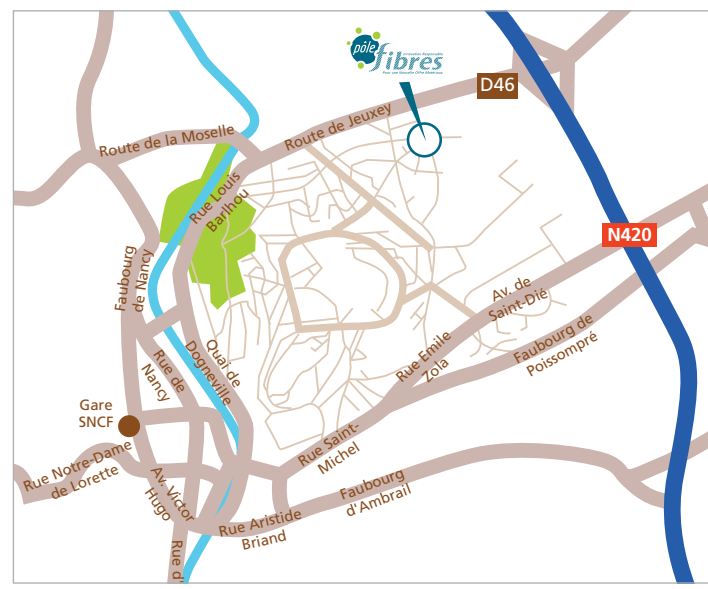 pôle
fibres
Innovation Responsable
Pour une Nouvelle Offre Matériaux
D46
Route de Jeuxey
Route de la Moselle
Rue Louis
Barlhou
N420
Faubourg
de Nancy
Av. de
Saint-Dié
Faubourg de
Poissompré
Rue Emile
Zola
Rue de
Nancy
Quai de
Dogneville
Gare
SNCF
Rue Saint-
Michel
Rue Notre-Dame
de Lorette
Av. Victor
Hugo
Faubourg
d'Ambrail
Rue Aristide
Briand
Rue d'